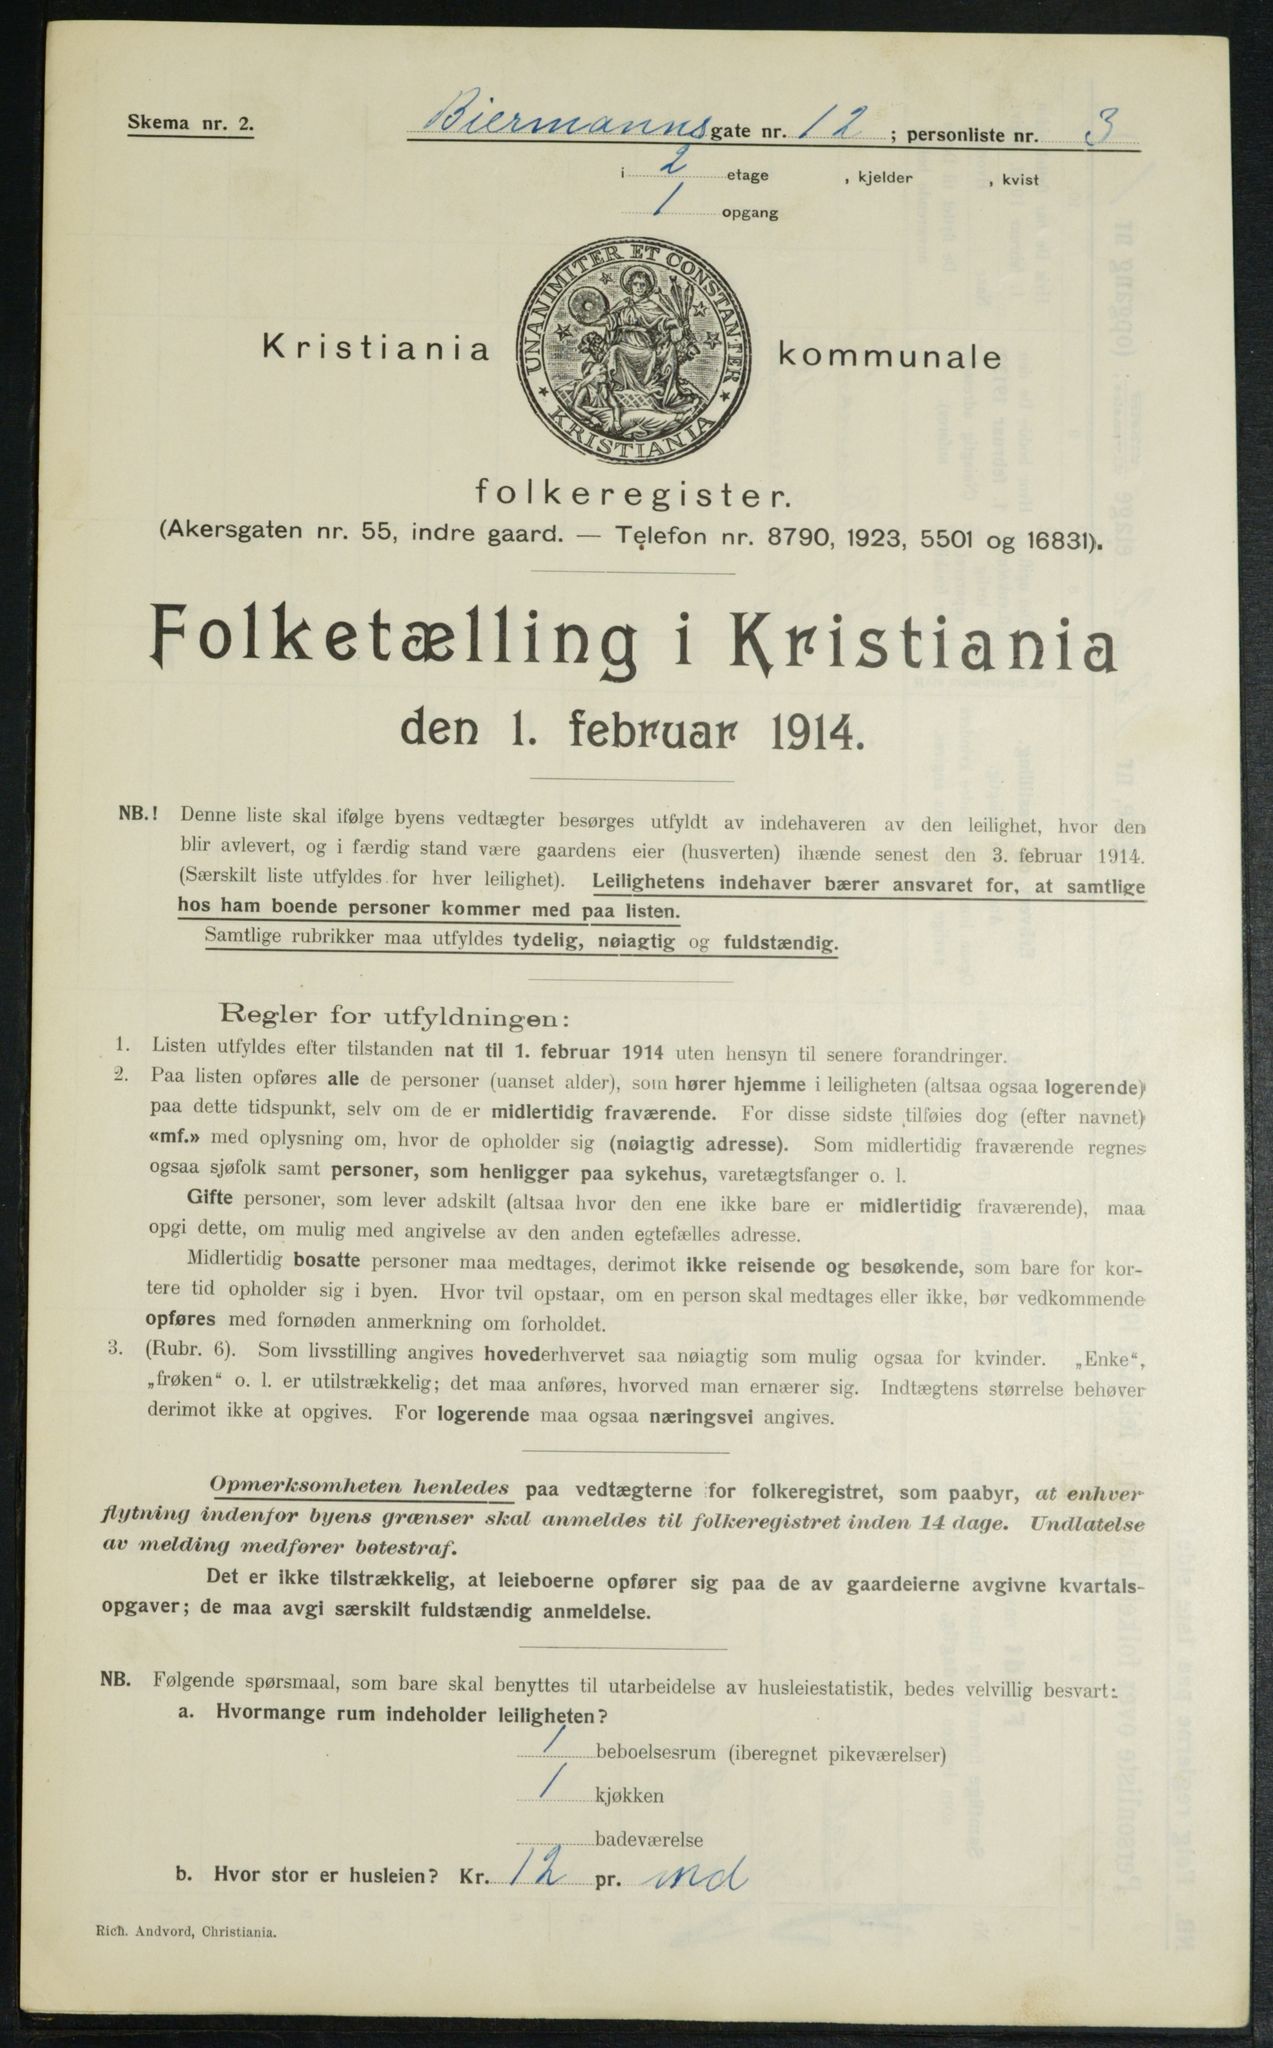 Skema nr. 2.
Biermannsgate nr. 12; personliste nr. 3
i 2 etage , kjelder , kvist
1 opgang
UNANIMITER ET CONSTANTER
KRISTIANIA
Kristiania kommunale
folkeregister.
(Akersgaten nr. 55, indre gaard. — Telefon nr. 8790, 1923, 5501 og 16831).
Folketælling i Kristiania
den 1. februar 1914.
NB.! Denne liste skal ifølge byens vedtægter besørges utfyldt av indehaveren av den leilighet, hvor den
blir avlevert, og i færdig stand være gaardens eier (husverten) ihænde senest den 3. februar 1914.
(Særskilt liste utfyldes for hver leilighet). Leilighetens indehaver bærer ansvaret for, at samtlige
hos ham boende personer kommer med paa listen.
Samtlige rubrikker maa utfyldes tydelig, nøiagtig og fuldstændig.
Regler for utfyldningen:
1. Listen utfyldes efter tilstanden nat til 1. februar 1914 uten hensyn til senere forandringer.
2. Paa listen opføres alle de personer (uanset alder), som hører hjemme i leiligheten (altsaa ogsaa logerende)
paa dette tidspunkt, selv om de er midlertidig fraværende. For disse sidste tilføies dog (efter navnet)
«mf.» med oplysning om, hvor de opholder sig (nøiagtig adresse). Som midlertidig fraværende regnes
ogsaa sjøfolk samt personer, som henligger paa sykehus, varetægtsfanger o. l.
Gifte personer, som lever adskilt (altsaa hvor den ene ikke bare er midlertidig fraværende), maa
opgi dette, om mulig med angivelse av den anden egtefælles adresse.
Midlertidig bosatte personer maa medtages, derimot ikke reisende og besøkende, som bare for kor-
tere tid opholder sig i byen. Hvor tvil opstaar, om en person skal medtages eller ikke, bør vedkommende
opføres med fornøden anmerkning om forholdet.
3. (Rubr. 6). Som livsstilling angives hovederhvervet saa nøiagtig som mulig ogsaa for kvinder. „Enke“,
„frøken“ o. l. er utilstrækkelig; det maa anføres, hvorved man ernærer sig. Indtægtens størrelse behøver
derimot ikke at opgives. For logerende maa ogsaa næringsvei angives.
Opmerksomheten henledes paa vedtægterne for folkeregistret, som paabyr, at enhver
flytning indenfor byens grænser skal anmeldes til folkeregistret inden 14 dage. Undlatelse
av melding medfører bøtestraf.
Det er ikke tilstrækkelig, at leieboerne opfører sig paa de av gaardeierne avgivne kvartals-
opgaver; de maa avgi særskilt fuldstændig anmeldelse.
NB. Følgende spørsmaal, som bare skal benyttes til utarbeidelse av husleiestatistik, bedes velvillig besvart:
a. Hvormange rum indeholder leiligheten?
1 beboelsesrum (iberegnet pikeværelser)
1 kjøkken
badeværelse
b. Hvor stor er husleien? Kr. 12 pr. md
Rich. Andvord, Christiania.